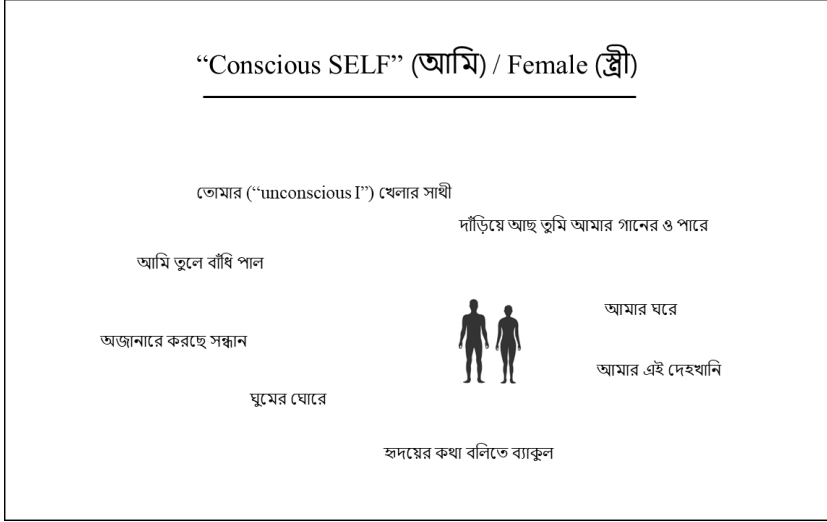 “Conscious SELF” (আমি) / Female (স্ত্রী)
তোমার (“unconscious I”) খেলার সাথী
দাঁড়িয়ে আছ তুমি আমার গানের ও পারে
আমি তুলে বাঁধি পাল
আমার ঘরে
অজানারে করছে সন্ধান
আমার এই দেহখানি
ঘুমের ঘোরে
হৃদয়ের কথা বলিতে ব্যাকুল